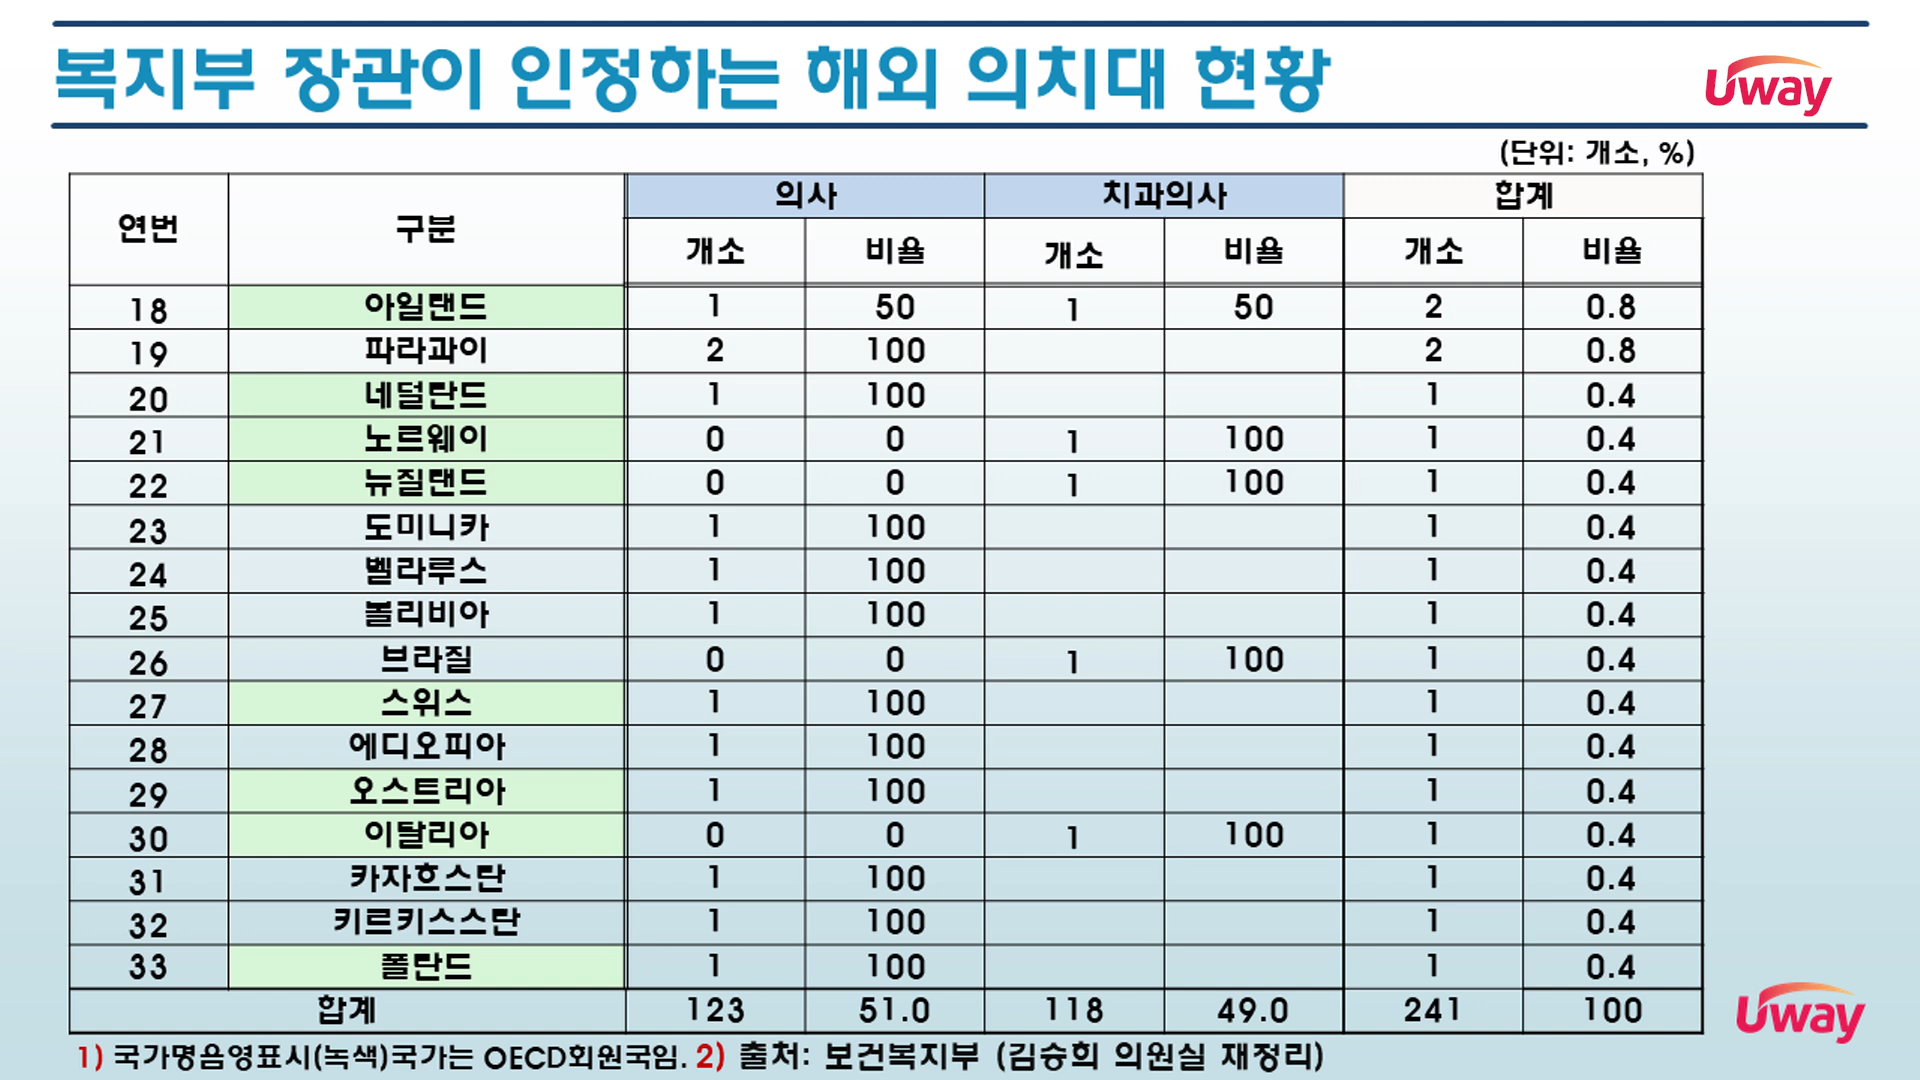 복지부 장관이 인정하는 해외 의치대 현황
Uway
(단위: 개소, %)
연번 구분 의사 치과의사 합계
개소 비율 개소 비율 개소 비율
18 아일랜드 1 50 1 50 2 0.8
19 파라과이 2 100 2 0.8
20 네덜란드 1 100 1 0.4
21 노르웨이 0 0 1 100 1 0.4
22 뉴질랜드 0 0 1 100 1 0.4
23 도미니카 1 100 1 0.4
24 벨라루스 1 100 1 0.4
25 볼리비아 1 100 1 0.4
26 브라질 0 0 1 100 1 0.4
27 스위스 1 100 1 0.4
28 에디오피아 1 100 1 0.4
29 오스트리아 1 100 1 0.4
30 이탈리아 0 0 1 100 1 0.4
31 카자흐스탄 1 100 1 0.4
32 키르키스스탄 1 100 1 0.4
33 폴란드 1 100 1 0.4
합계 123 51.0 118 49.0 241 100
Uway
1) 국가명음영표시(녹색)국가는 OECD회원국임. 2) 출처: 보건복지부 (김승희 의원실 재정리)